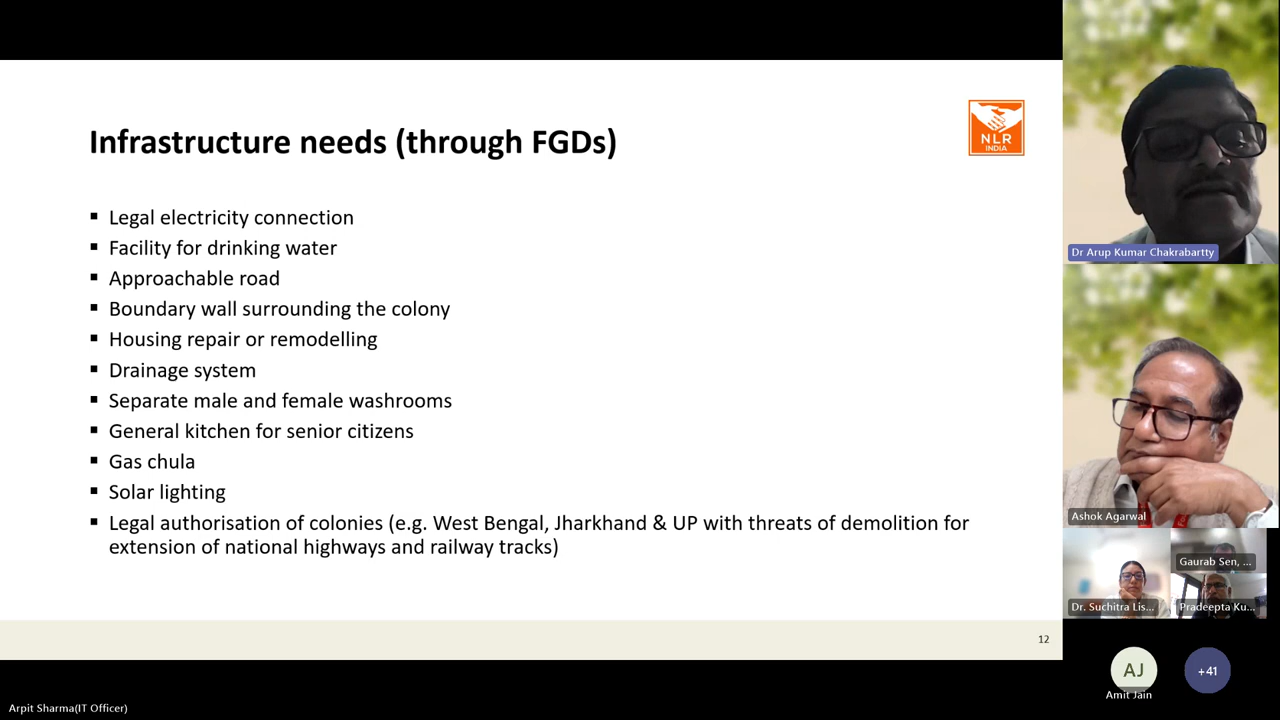 Infrastructure needs (through FGDs)
NLR
INDIA
▪ Legal electricity connection
▪ Facility for drinking water
▪ Approachable road
▪ Boundary wall surrounding the colony
▪ Housing repair or remodelling
▪ Drainage system
▪ Separate male and female washrooms
▪ General kitchen for senior citizens
▪ Gas chula
▪ Solar lighting
▪ Legal authorisation of colonies (e.g. West Bengal, Jharkhand & UP with threats of demolition for
extension of national highways and railway tracks)
12
Dr Arup Kumar Chakrabartty
Ashok Agarwal
Gaurab Sen, ...
Dr. Suchitra Lis...
Pradeepta Ku...
AJ
Amit Jain
+41
Arpit Sharma(IT Officer)